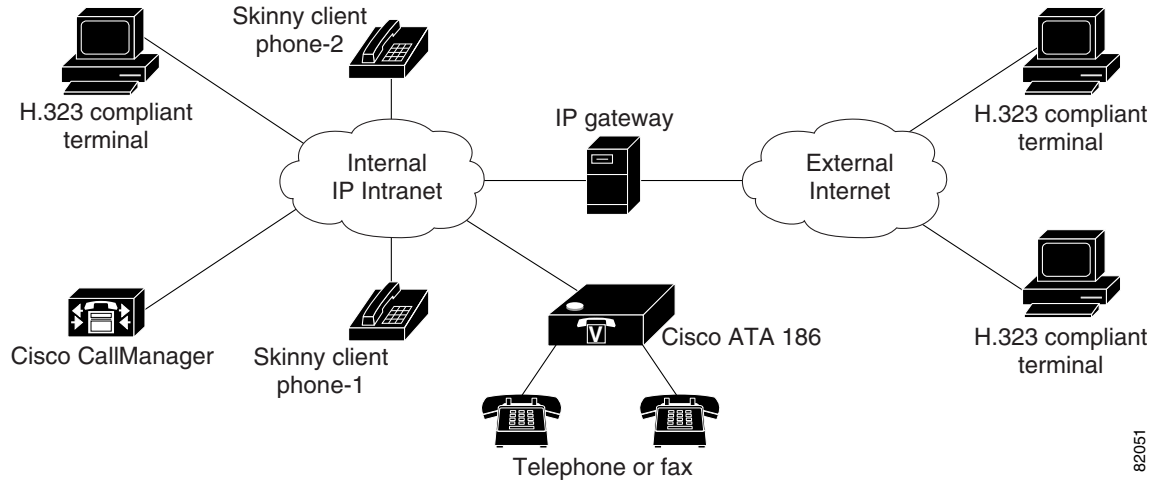 Skinny client
phone-2
H.323 compliant
terminal
IP gateway
H.323 compliant
terminal
Internal
IP Intranet
External
Internet
Cisco CallManager
Skinny client
phone-1
V
Cisco ATA 186
H.323 compliant
terminal
Telephone or fax
82051